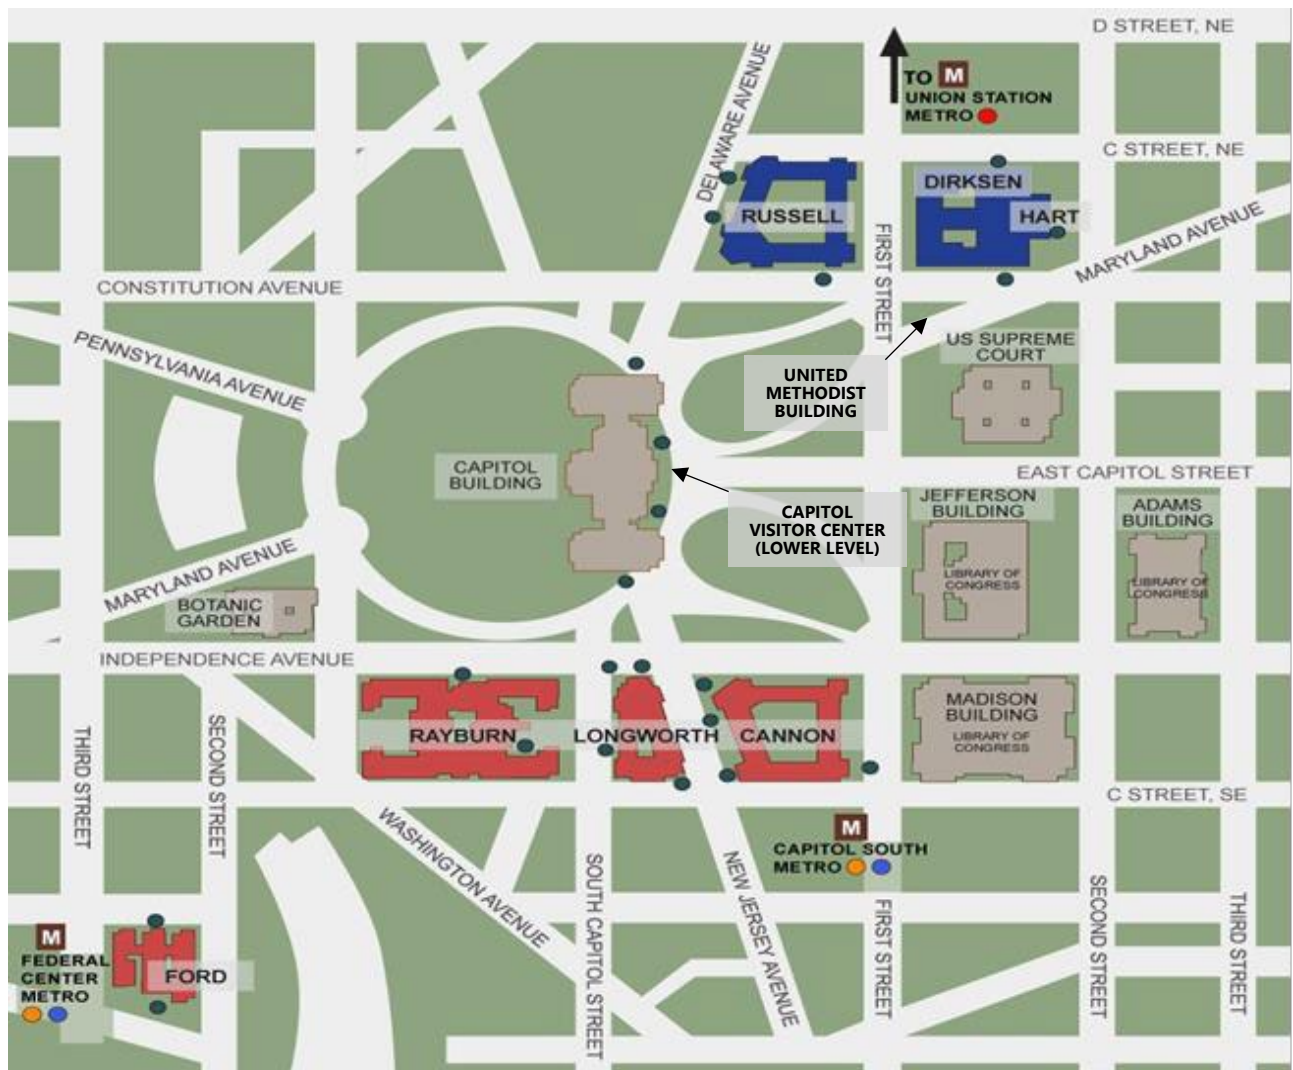 D STREET, NE
TO M
UNION STATION
METRO
DELAWARE AVENUE
C STREET, NE
DIRKSEN
RUSSELL
HART
MARYLAND AVENUE
FIRST STREET
CONSTITUTION AVENUE
PENNSYLVANIA AVENUE
US SUPREME
COURT
UNITED
METHODIST
BUILDING
CAPITOL
BUILDING
EAST CAPITOL STREET
CAPITOL
VISITOR CENTER
(LOWER LEVEL)
JEFFERSON
BUILDING
LIBRARY OF
CONGRESS
ADAMS
BUILDING
LIBRARY OF
CONGRESS
MARYLAND AVENUE
BOTANIC
GARDEN
INDEPENDENCE AVENUE
RAYBURN
LONGWORTH
CANNON
MADISON
BUILDING
LIBRARY OF
CONGRESS
THIRD STREET
SECOND STREET
C STREET, SE
WASHINGTON AVENUE
M
CAPITOL SOUTH
METRO
SOUTH CAPITOL STREET
NEW JERSEY AVENUE
FIRST STREET
SECOND STREET
THIRD STREET
M
FEDERAL
CENTER
METRO
FORD